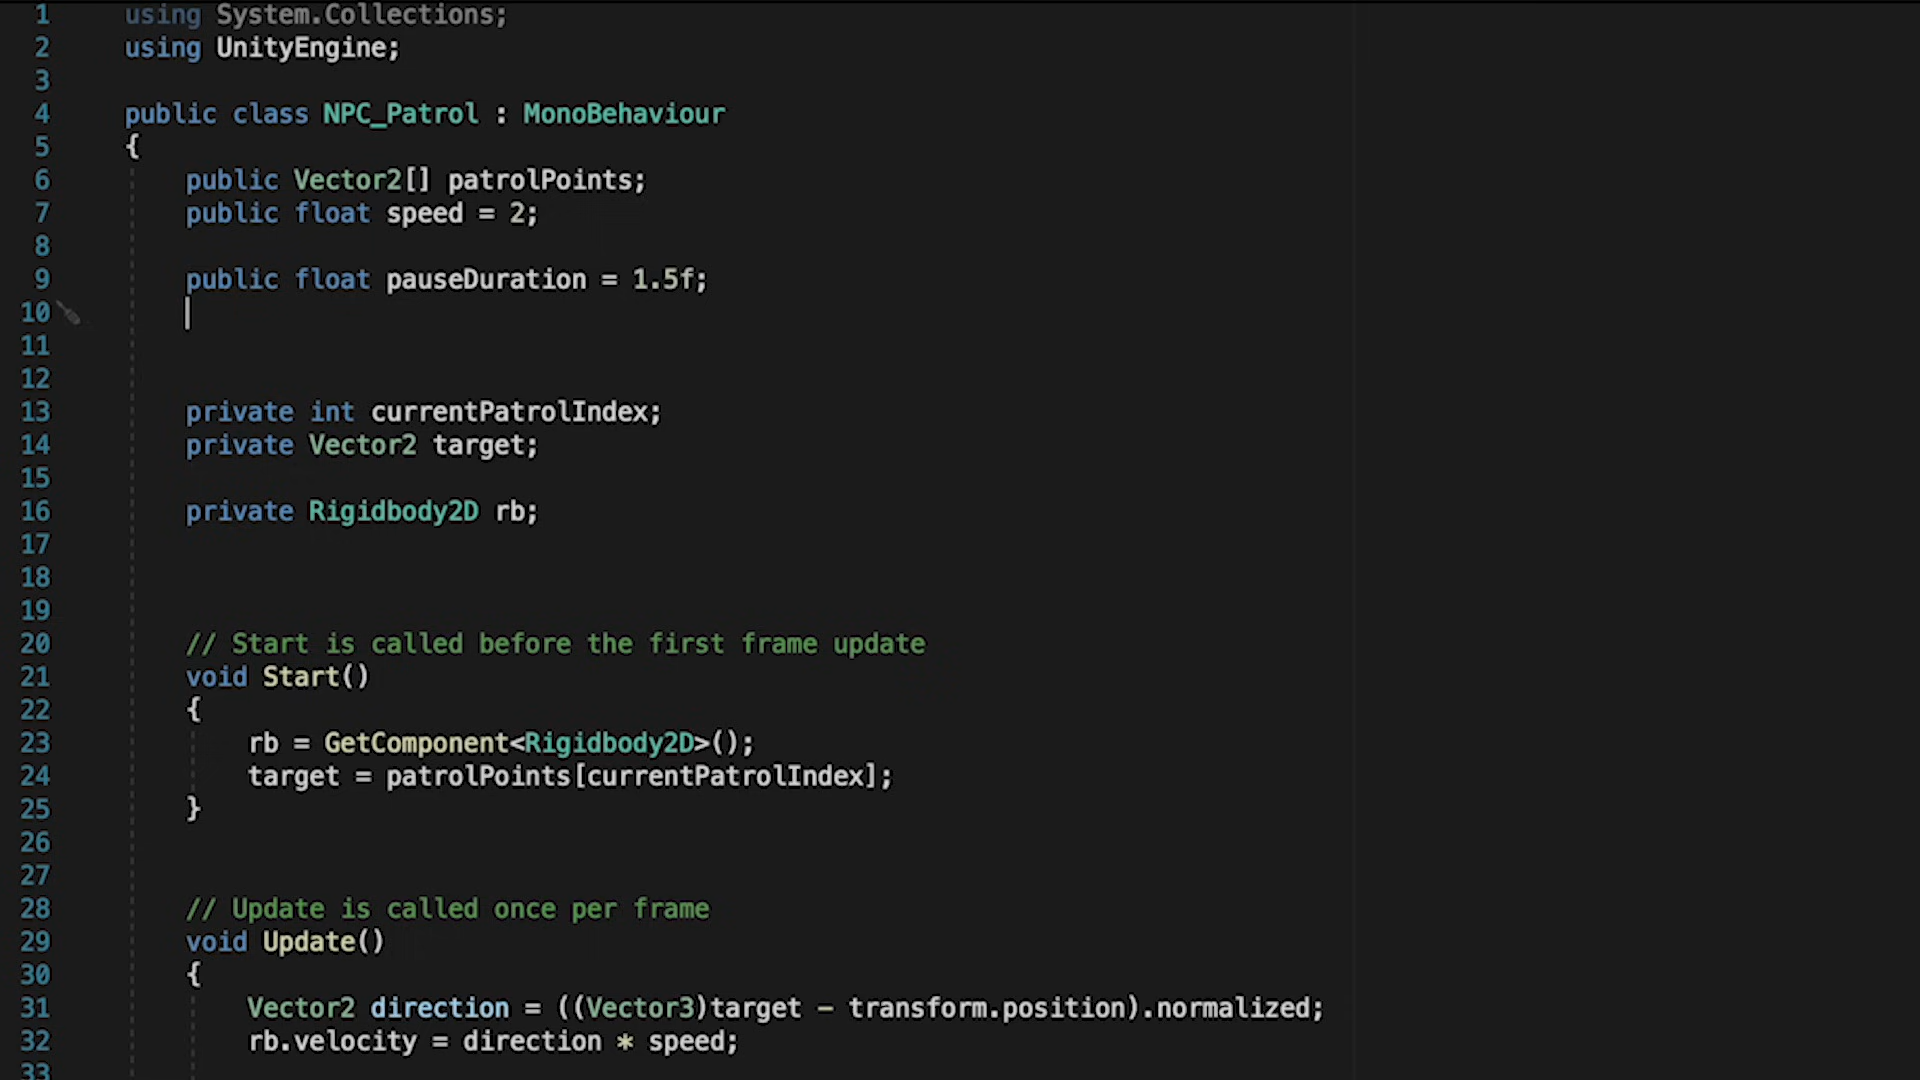 1 using System.Collections;
2 using UnityEngine;
3
4 public class NPC_Patrol : MonoBehaviour
5 {
6 public Vector2[] patrolPoints;
7 public float speed = 2;
8
9 public float pauseDuration = 1.5f;
10
11
12
13 private int currentPatrolIndex;
14 private Vector2 target;
15
16 private Rigidbody2D rb;
17
18
19
20 // Start is called before the first frame update
21 void Start()
22 {
23 rb = GetComponent<Rigidbody2D>();
24 target = patrolPoints[currentPatrolIndex];
25 }
26
27
28 // Update is called once per frame
29 void Update()
30 {
31 Vector2 direction = ((Vector3)target - transform.position).normalized;
32 rb.velocity = direction * speed;
33